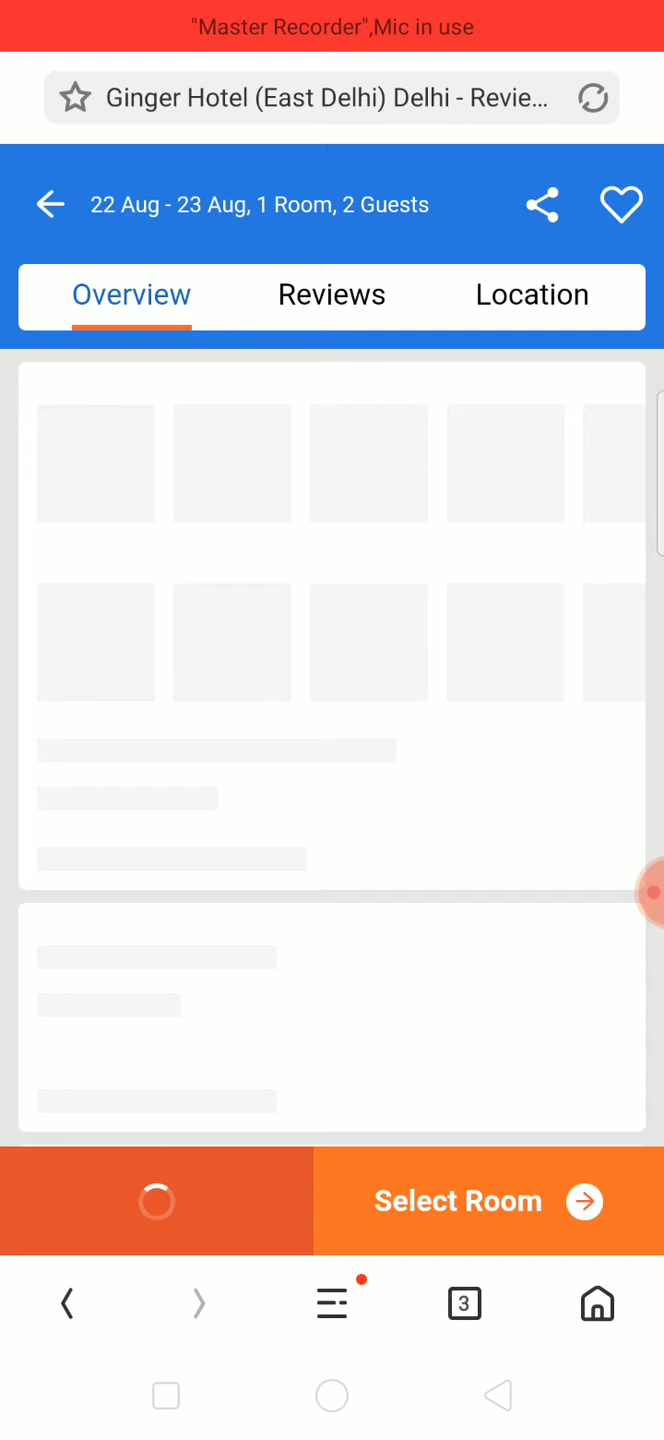 "Master Recorder",Mic in use
Ginger Hotel (East Delhi) Delhi - Revie...
22 Aug - 23 Aug, 1 Room, 2 Guests
Overview Reviews Location
Select Room
3